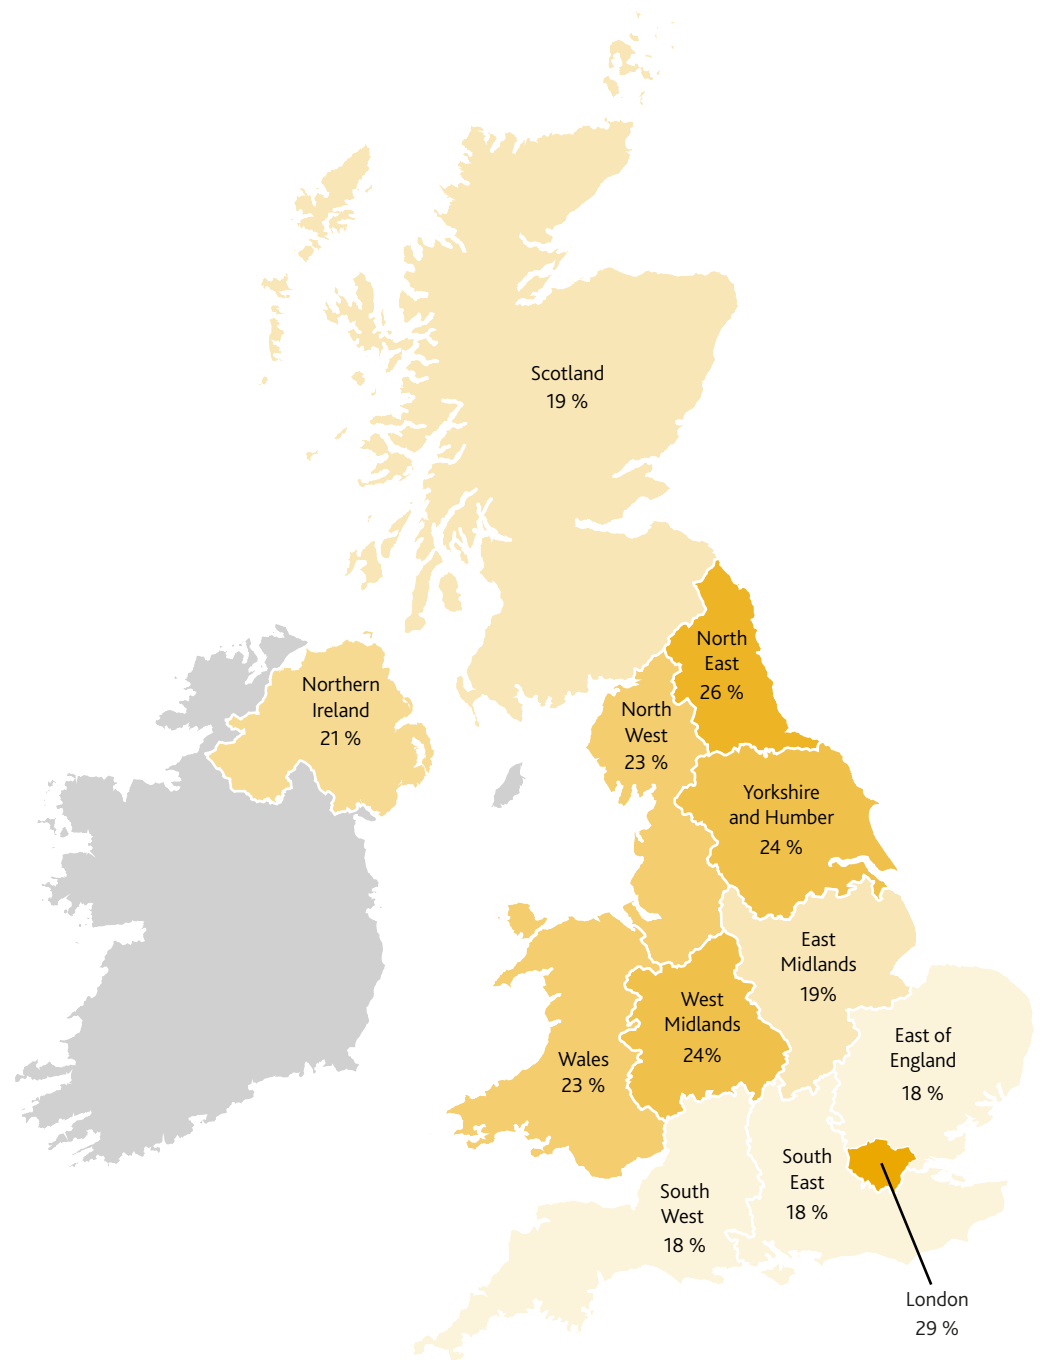 Scotland
19 %
North
East
26 %
Northern
Ireland
21 %
North
West
23 %
Yorkshire
and Humber
24 %
East
Midlands
19%
West
Midlands
24%
East of
England
18 %
Wales
23 %
South
East
18 %
South
West
18 %
London
29 %